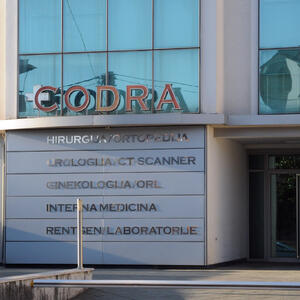 CODRA
HIRURGIJA/ORTOPEDIJA
UROLOGIJA/CT SCANNER
GINEKOLOGIJA/ORL
INTERNA MEDICINA
RENTGEN/LABORATORIJE